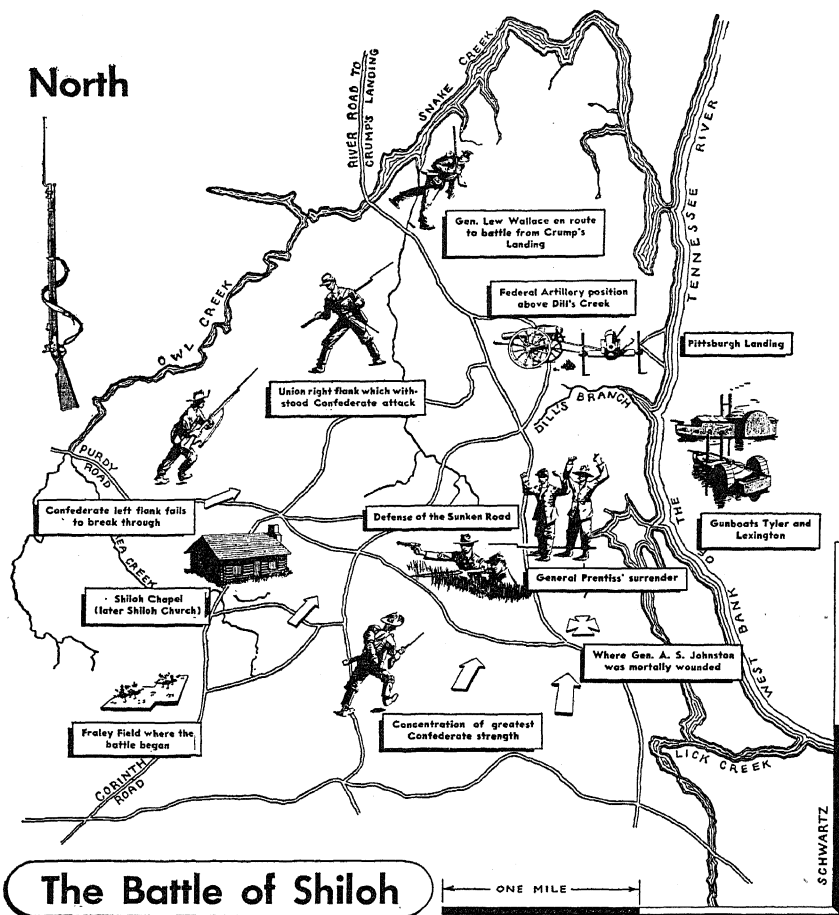 North
RIVER ROAD TO
CRUMP'S LANDING
SNAKE CREEK
TENNESSEE RIVER
Gen. Lew Wallace en route
to battle from Crump's
Landing
Federal Artillery position
above Dill's Creek
Pittsburgh Landing
OWL CREEK
Union right flank which with-
stood Confederate attack
DILL'S BRANCH
PURDY
ROAD
Confederate left flank fails
to break through
Defense of the Sunken Road
Gunboats Tyler and
Lexington
CREEK
General Prentiss' surrender
Shiloh Chapel
(later Shiloh Church)
Where Gen. A. S. Johnston
was mortally wounded
WEST BANK
THE
Fraley Field where the
battle began
Concentration of greatest
Confederate strength
LICK CREEK
CORINTH
ROAD
SCHWARTZ
The Battle of Shiloh
ONE MILE